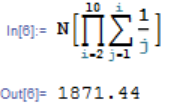 In[6]:= N[∏_{i=2}^{10} ∑_{j=1}^{i} 1/j]
Out[6]= 1871.44